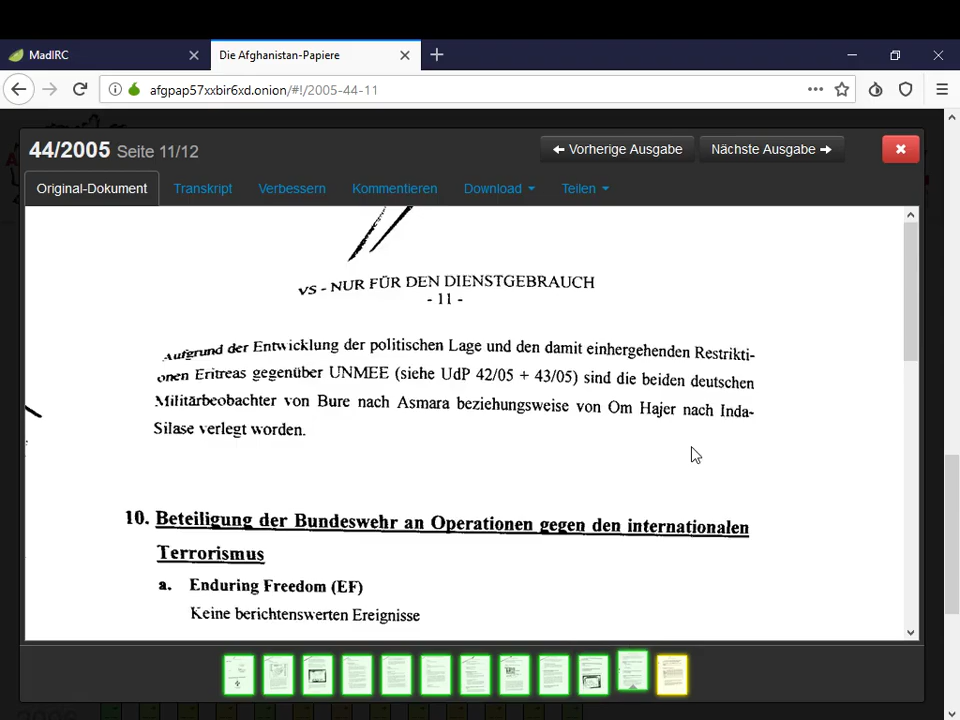 MadIRC
Die Afghanistan-Papiere
afgpap57xxbir6xd.onion/#!/2005-44-11
44/2005 Seite 11/12
Vorherige Ausgabe
Nächste Ausgabe
Original-Dokument
Transkript
Verbessern
Kommentieren
Download
Teilen
VS - NUR FÜR DEN DIENSTGEBRAUCH
- 11 -
Aufgrund der Entwicklung der politischen Lage und den damit einhergehenden Restrikti-
onen Eritreas gegenüber UNMEE (siehe UdP 42/05 + 43/05) sind die beiden deutschen
Militärbeobachter von Bure nach Asmara beziehungsweise von Om Hajer nach Inda-
Silase verlegt worden.
10. Beteiligung der Bundeswehr an Operationen gegen den internationalen
Terrorismus
a. Enduring Freedom (EF)
Keine berichtenswerten Ereignisse